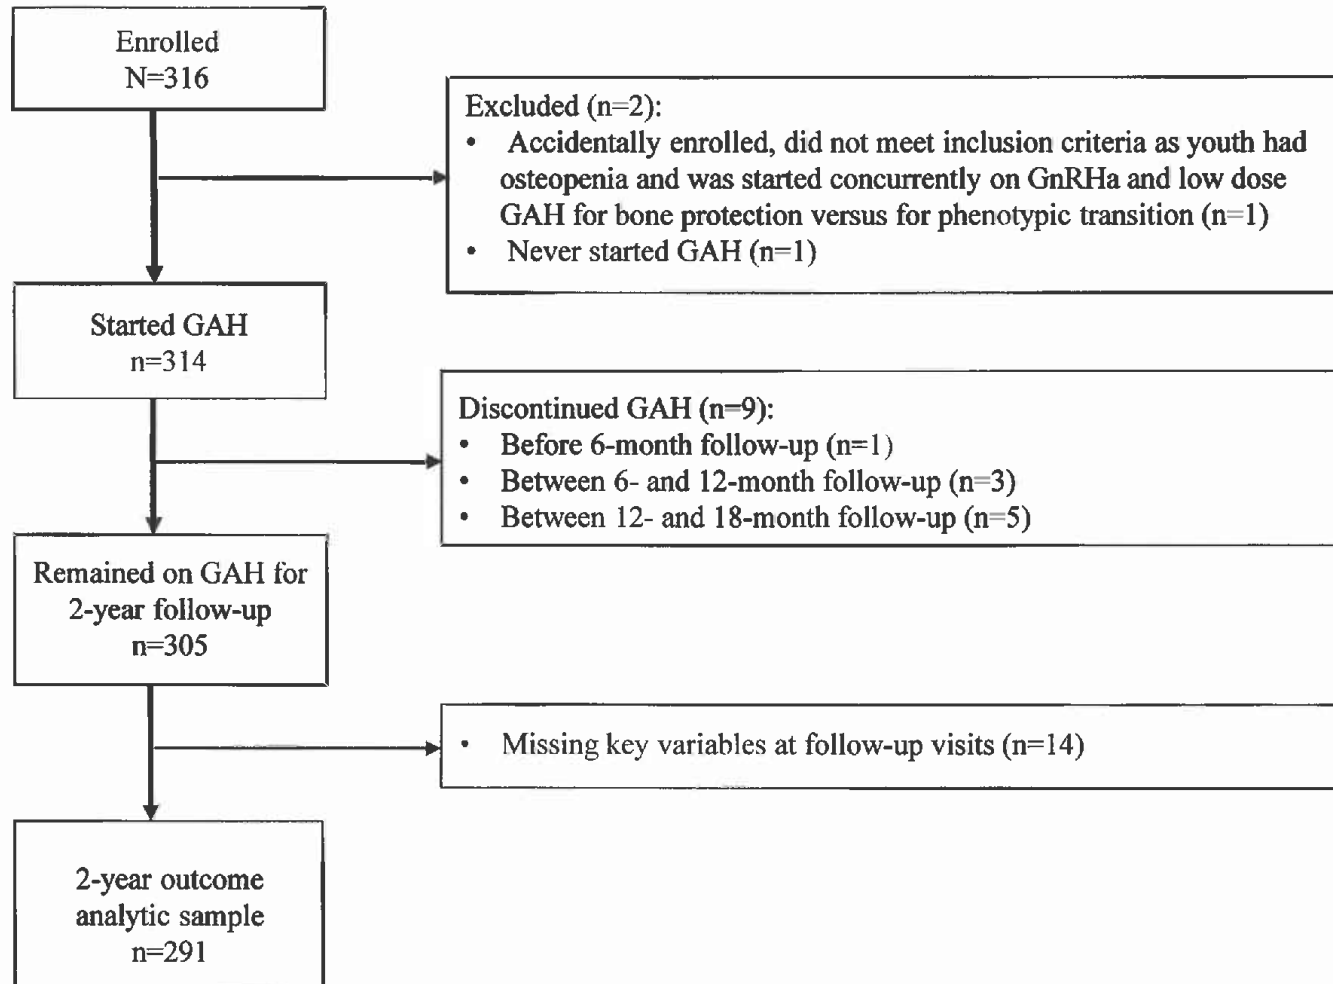 Enrolled
N=316
Excluded (n=2):
• Accidentally enrolled, did not meet inclusion criteria as youth had
osteopenia and was started concurrently on GnRHa and low dose
GAH for bone protection versus for phenotypic transition (n=1)
• Never started GAH (n=1)
Started GAH
n=314
Discontinued GAH (n=9):
• Before 6-month follow-up (n=1)
• Between 6- and 12-month follow-up (n=3)
• Between 12- and 18-month follow-up (n=5)
Remained on GAH for
2-year follow-up
n=305
• Missing key variables at follow-up visits (n=14)
2-year outcome
analytic sample
n=291